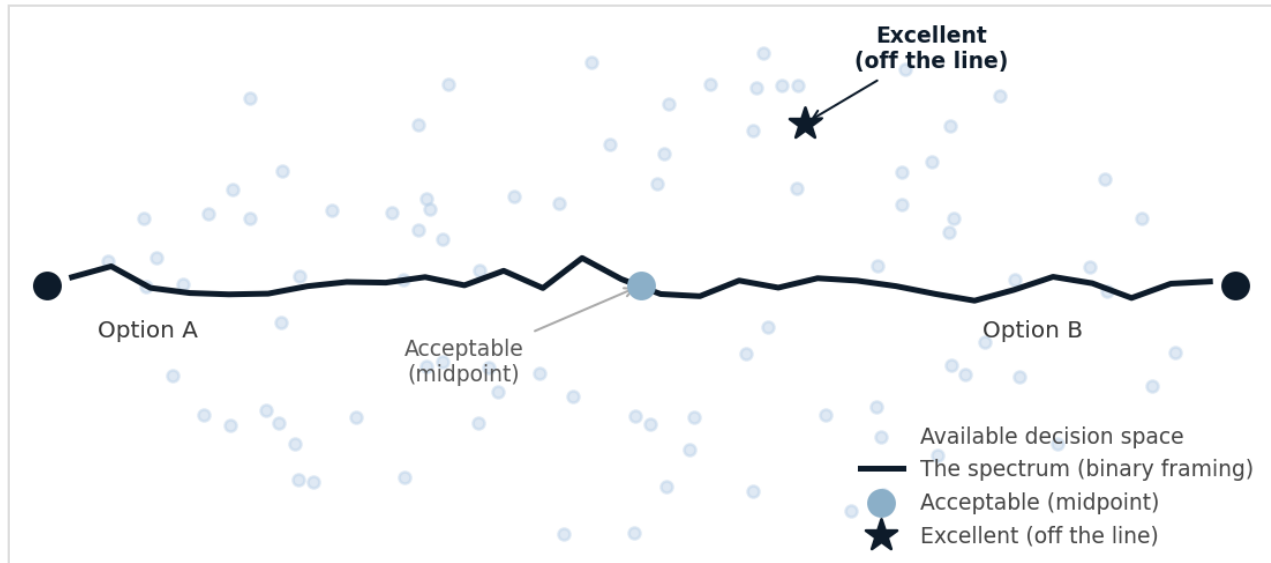 Excellent
(off the line)
Option A
Option B
Acceptable
(midpoint)
Available decision space
The spectrum (binary framing)
Acceptable (midpoint)
Excellent (off the line)